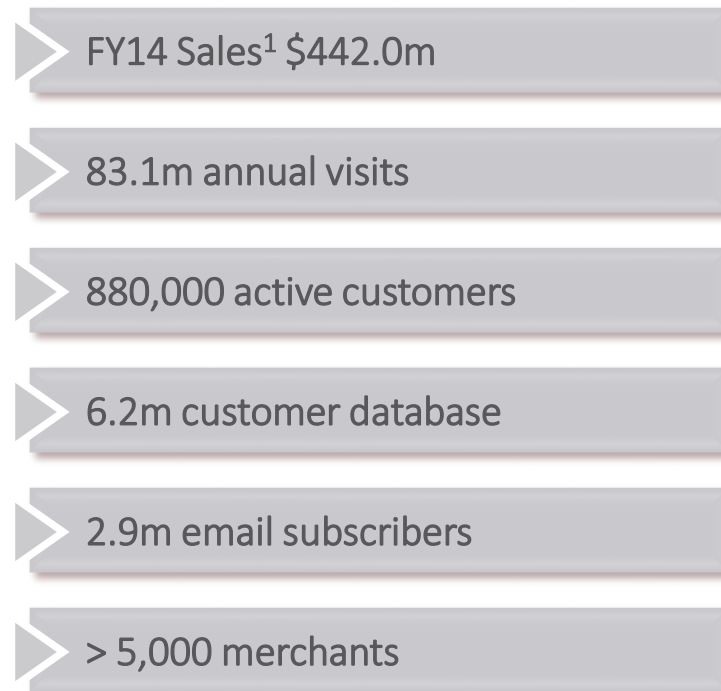 FY14 Sales¹ $442.0m
83.1m annual visits
880,000 active customers
6.2m customer database
2.9m email subscribers
> 5,000 merchants